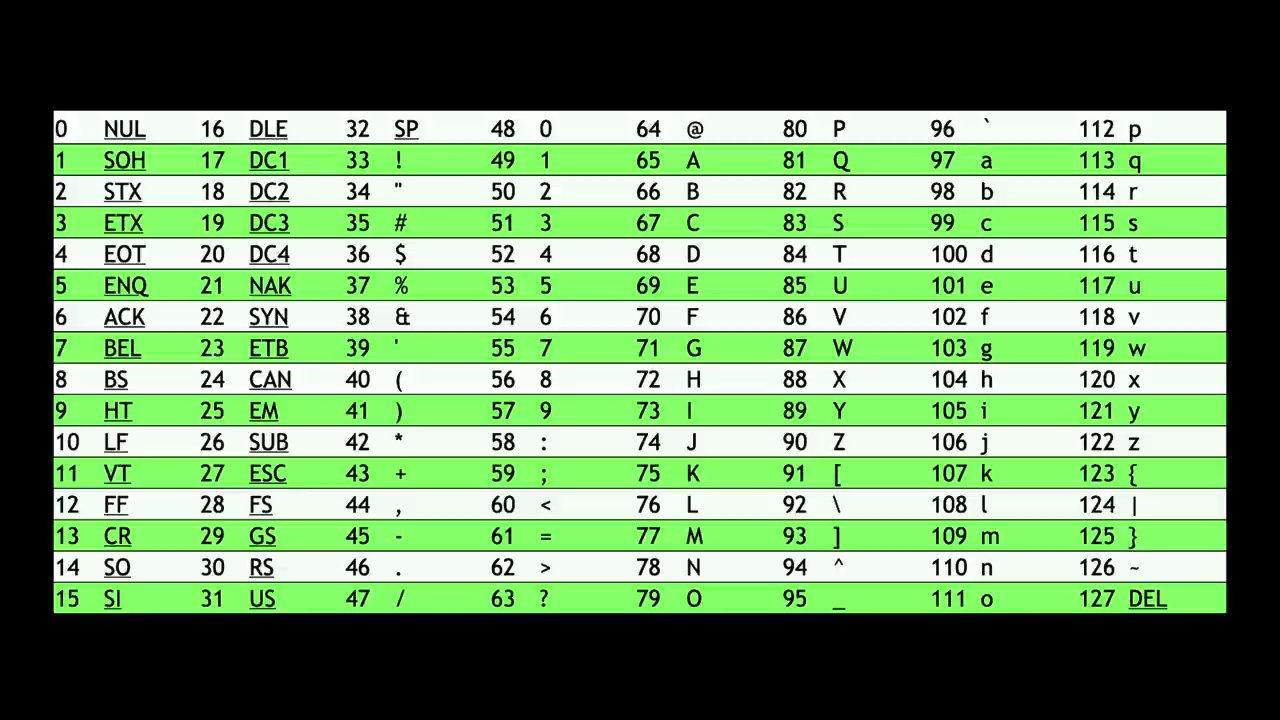 0 NUL 16 DLE 32 SP 48 0 64 @ 80 P 96 ` 112 p
1 SOH 17 DC1 33 ! 49 1 65 A 81 Q 97 a 113 q
2 STX 18 DC2 34 " 50 2 66 B 82 R 98 b 114 r
3 ETX 19 DC3 35 # 51 3 67 C 83 S 99 c 115 s
4 EOT 20 DC4 36 $ 52 4 68 D 84 T 100 d 116 t
5 ENQ 21 NAK 37 % 53 5 69 E 85 U 101 e 117 u
6 ACK 22 SYN 38 & 54 6 70 F 86 V 102 f 118 v
7 BEL 23 ETB 39 ' 55 7 71 G 87 W 103 g 119 w
8 BS 24 CAN 40 ( 56 8 72 H 88 X 104 h 120 x
9 HT 25 EM 41 ) 57 9 73 I 89 Y 105 i 121 y
10 LF 26 SUB 42 * 58 : 74 J 90 Z 106 j 122 z
11 VT 27 ESC 43 + 59 ; 75 K 91 [ 107 k 123 {
12 FF 28 FS 44 , 60 < 76 L 92 \ 108 l 124 |
13 CR 29 GS 45 - 61 = 77 M 93 ] 109 m 125 }
14 SO 30 RS 46 . 62 > 78 N 94 ^ 110 n 126 ~
15 SI 31 US 47 / 63 ? 79 O 95 _ 111 o 127 DEL